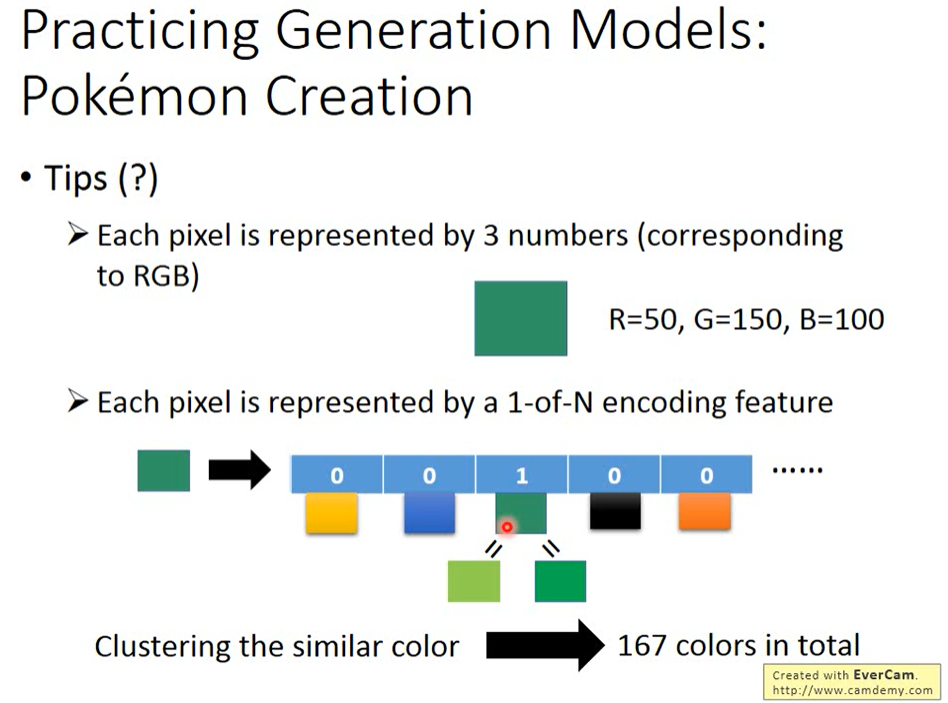 Practicing Generation Models:
Pokémon Creation
• Tips (?)
➢ Each pixel is represented by 3 numbers (corresponding
to RGB)
R=50, G=150, B=100
➢ Each pixel is represented by a 1-of-N encoding feature
0 0 1 0 0 ......
= =
Clustering the similar color 167 colors in total
Created with EverCam.
http://www.camdemy.com